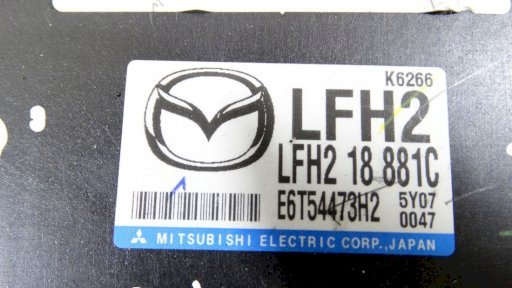 K6266
LFH2
LFH2 18 881C
E6T54473H2 5Y07
0047
MITSUBISHI ELECTRIC CORP., JAPAN